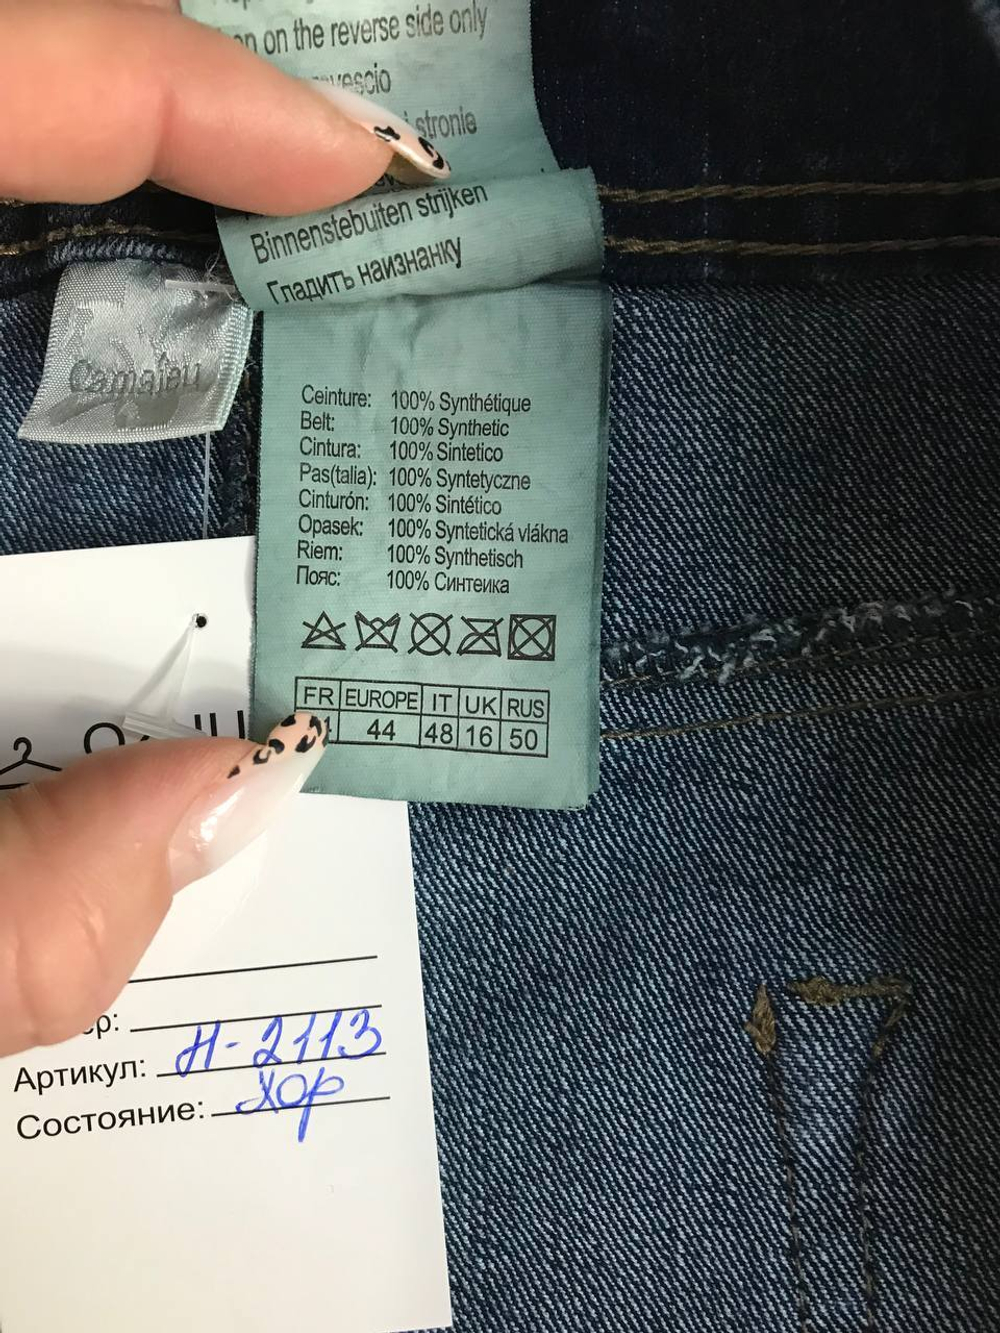 on the reverse side only
stronie
Binnenstebuiten strijken
Гладить наизнанку
Camaïeu
Ceinture: 100% Synthétique
Belt: 100% Synthetic
Cintura: 100% Sintetico
Pas(talia): 100% Syntetyczne
Cinturón: 100% Sintético
Opasek: 100% Syntetická vlákna
Riem: 100% Synthetisch
Пояс: 100% Синтеика
FR EUROPE IT UK RUS
44 48 16 50
Артикул: Н-2113
Состояние: хор